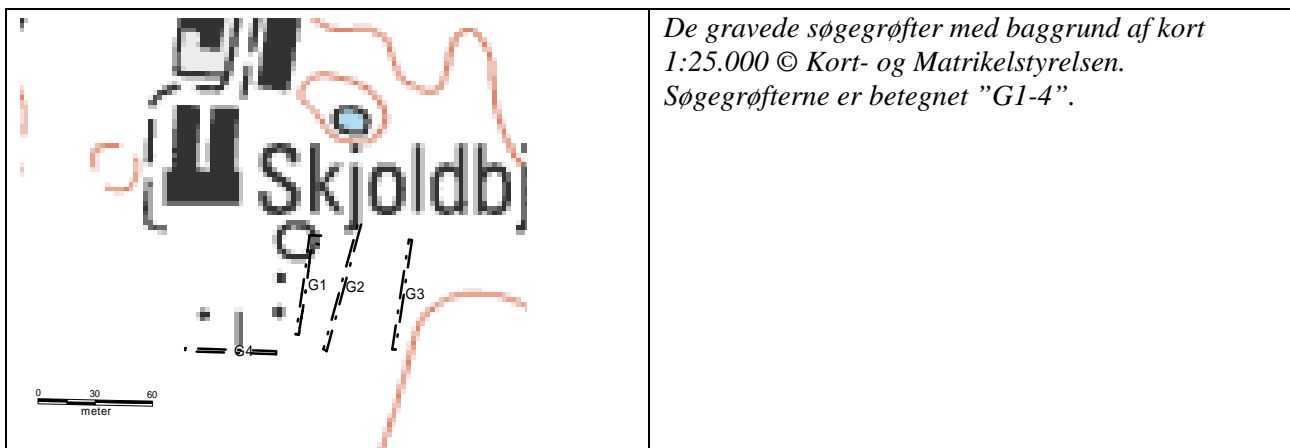 De gravede søgegrøfter med baggrund af kort
1:25.000 © Kort- og Matrikelstyrelsen.
Søgegrøfterne er betegnet ”G1-4”.
Skjoldbj
G1
G2
G3
G4
0 30 60
meter